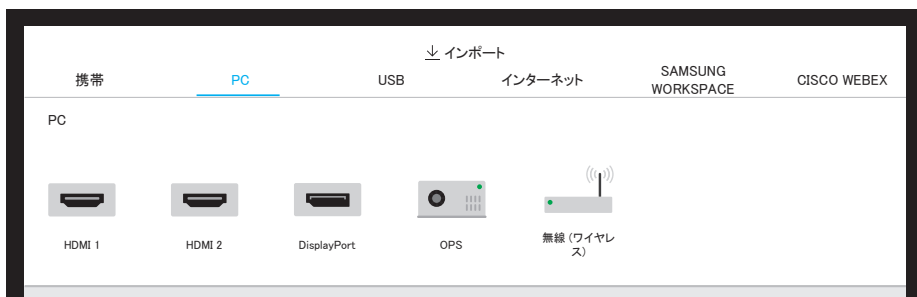 インポート
携帯
PC
USB
インターネット
SAMSUNG
WORKSPACE
CISCO WEBEX
PC
HDMI 1
HDMI 2
DisplayPort
OPS
無線 (ワイヤレ
ス)